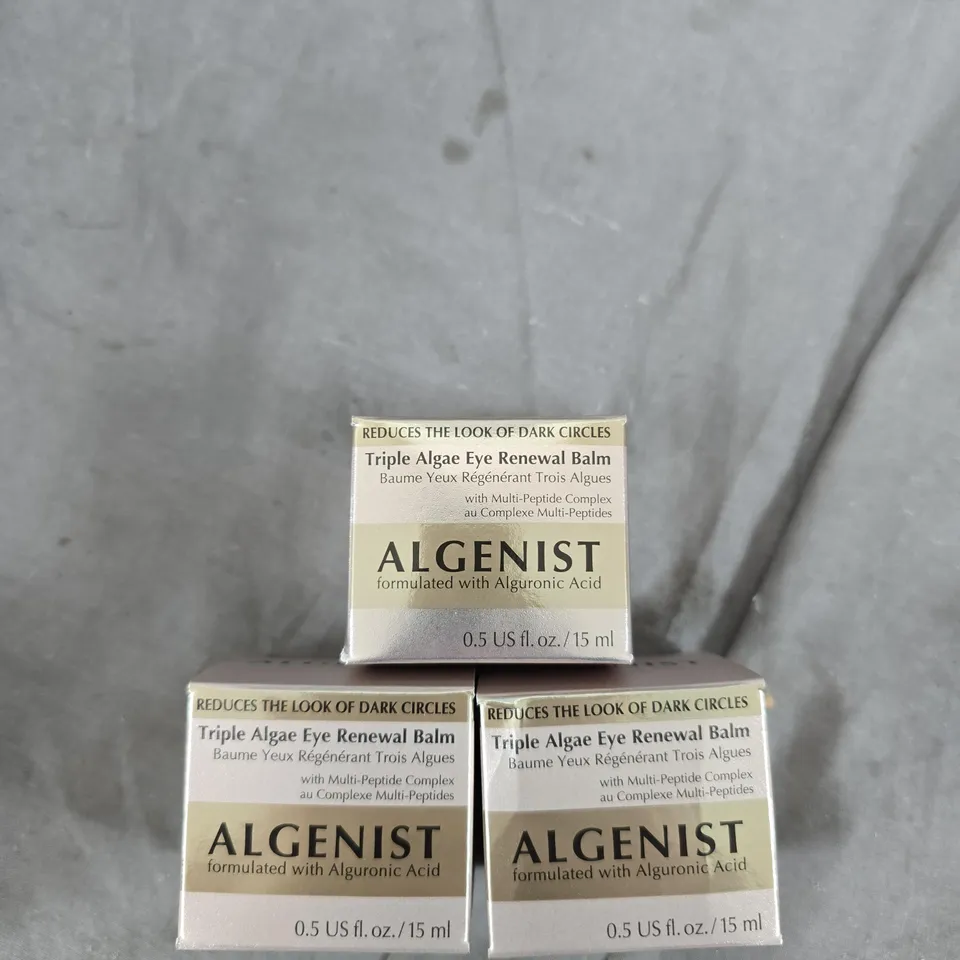 REDUCES THE LOOK OF DARK CIRCLES
Triple Algae Eye Renewal Balm
Baume Yeux Régénérant Trois Algues
with Multi-Peptide Complex
au Complexe Multi-Peptides
ALGENIST
formulated with Alguronic Acid
0.5 US fl. oz. / 15 ml
REDUCES THE LOOK OF DARK CIRCLES
Triple Algae Eye Renewal Balm
Baume Yeux Régénérant Trois Algues
with Multi-Peptide Complex
au Complexe Multi-Peptides
ALGENIST
formulated with Alguronic Acid
0.5 US fl. oz. / 15 ml
REDUCES THE LOOK OF DARK CIRCLES
Triple Algae Eye Renewal Balm
Baume Yeux Régénérant Trois Algues
with Multi-Peptide Complex
au Complexe Multi-Peptides
ALGENIST
formulated with Alguronic Acid
0.5 US fl. oz. / 15 ml